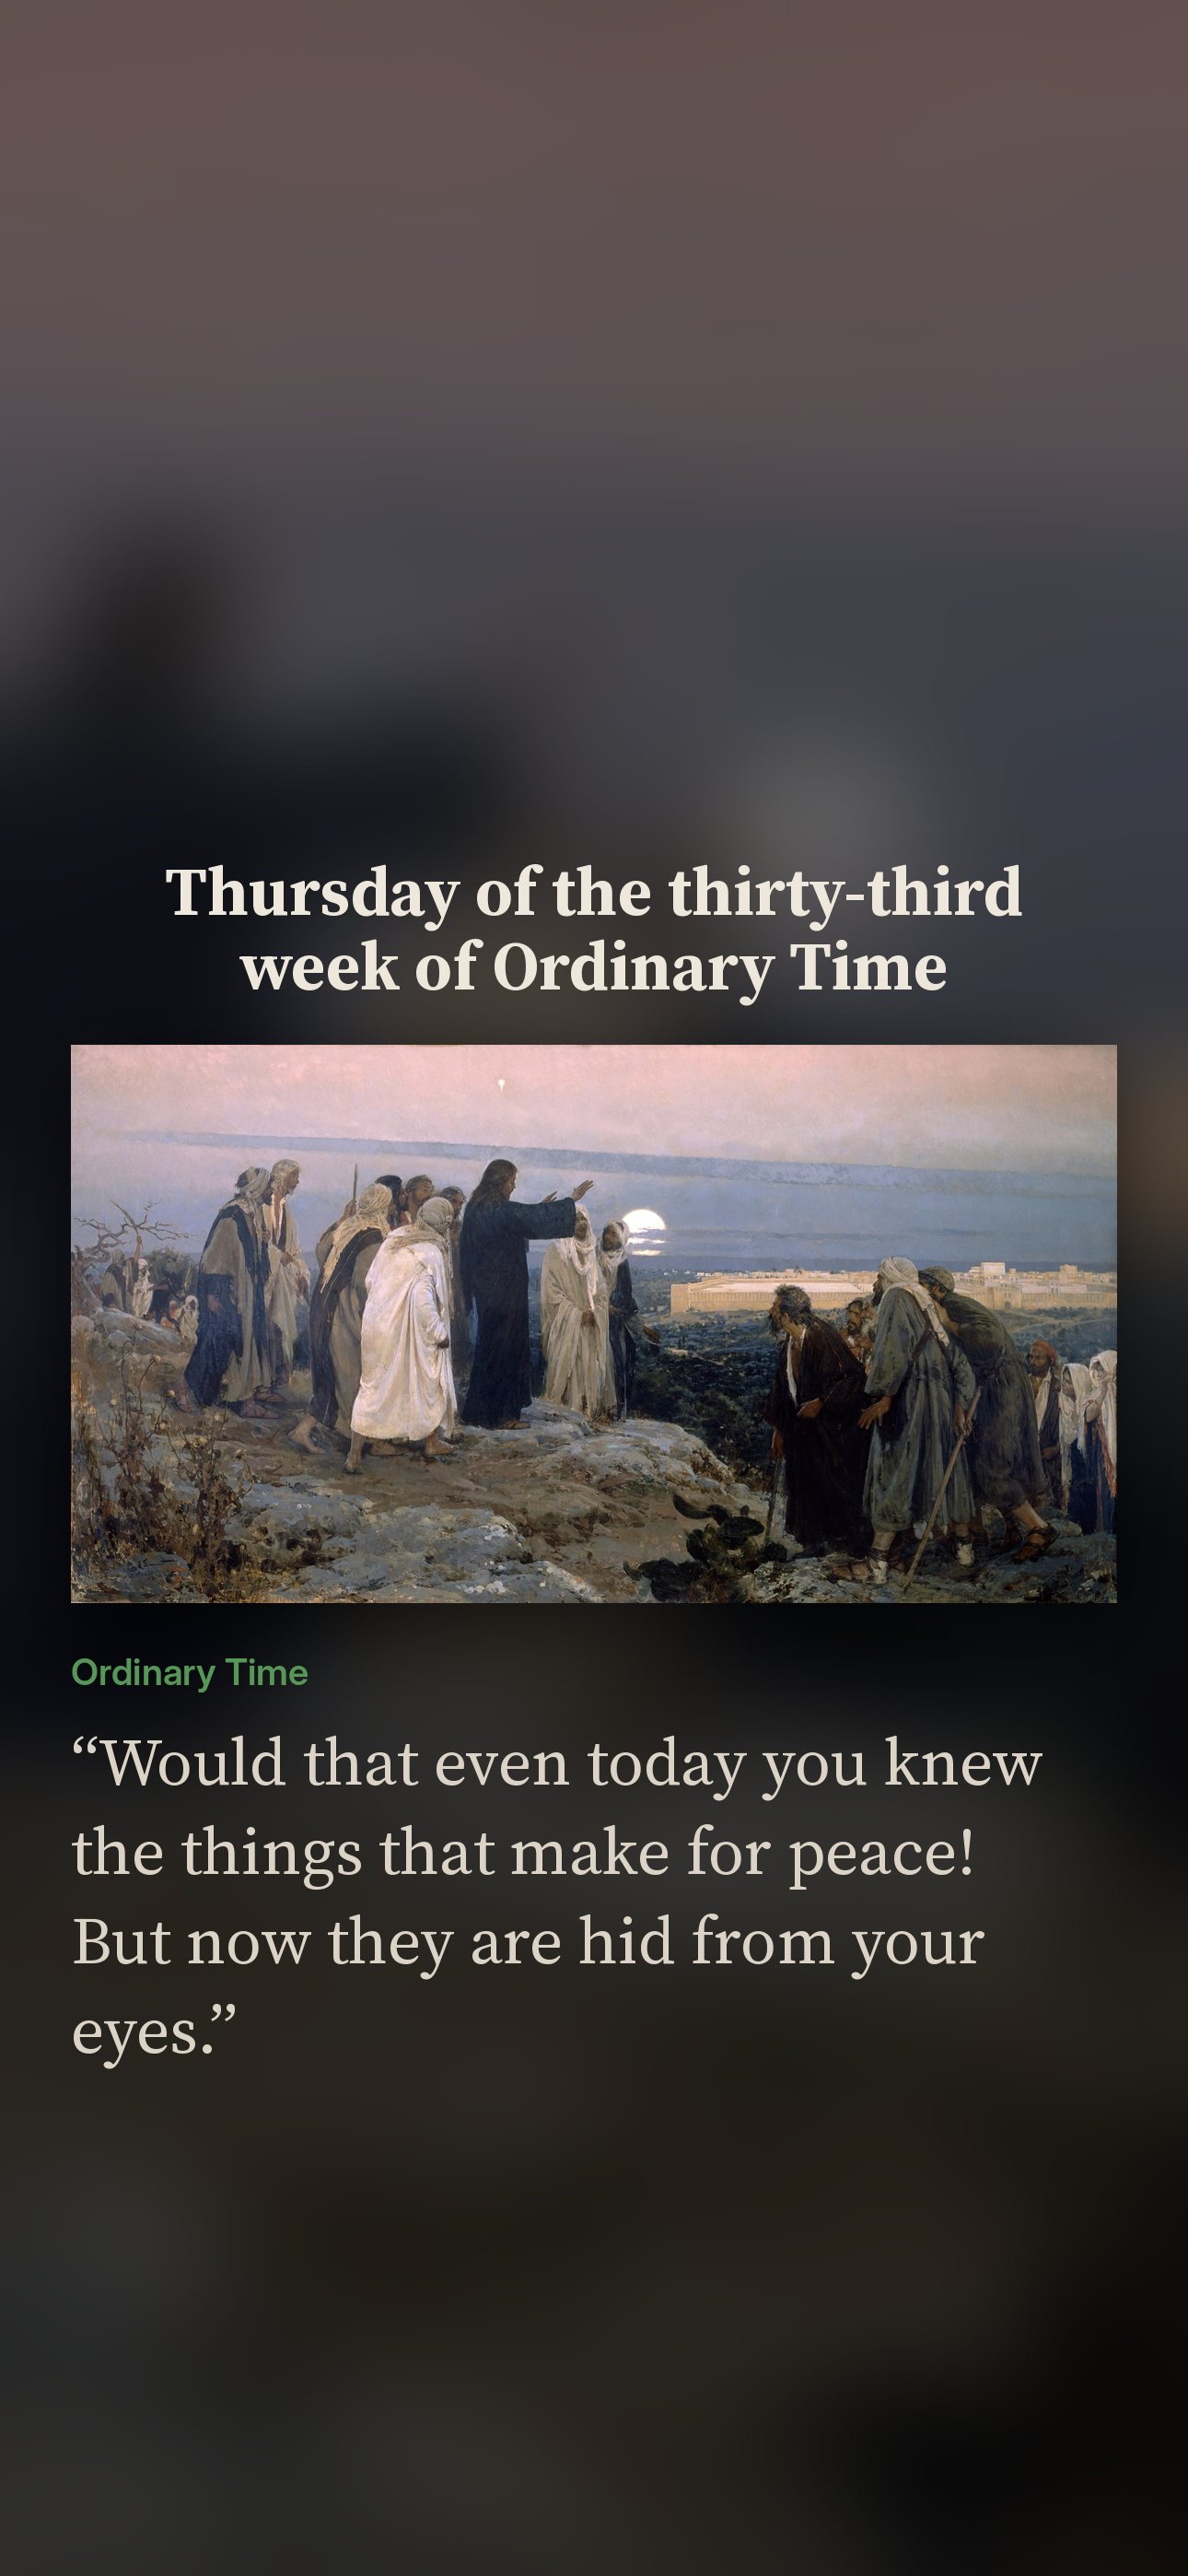 Thursday of the thirty-third
week of Ordinary Time
Ordinary Time
“Would that even today you knew
the things that make for peace!
But now they are hid from your
eyes.”